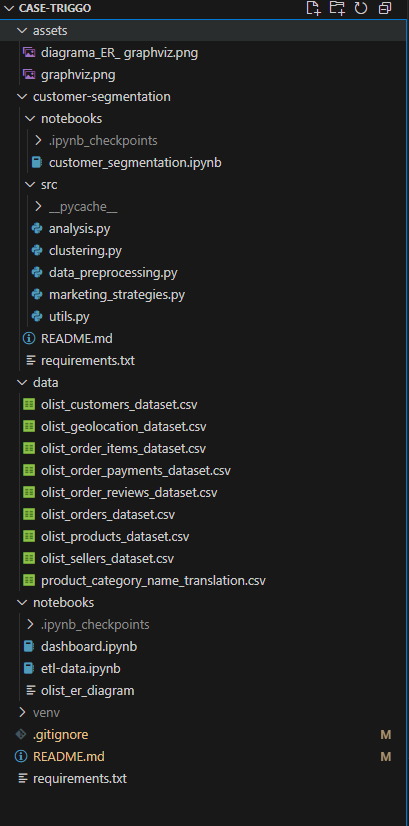 CASE-TRIGGO
assets
diagrama_ER_ graphviz.png
graphviz.png
customer-segmentation
notebooks
.ipynb_checkpoints
customer_segmentation.ipynb
src
__pycache__
analysis.py
clustering.py
data_preprocessing.py
marketing_strategies.py
utils.py
README.md
requirements.txt
data
olist_customers_dataset.csv
olist_geolocation_dataset.csv
olist_order_items_dataset.csv
olist_order_payments_dataset.csv
olist_order_reviews_dataset.csv
olist_orders_dataset.csv
olist_products_dataset.csv
olist_sellers_dataset.csv
product_category_name_translation.csv
notebooks
.ipynb_checkpoints
dashboard.ipynb
etl-data.ipynb
olist_er_diagram
venv
.gitignore M
README.md M
requirements.txt